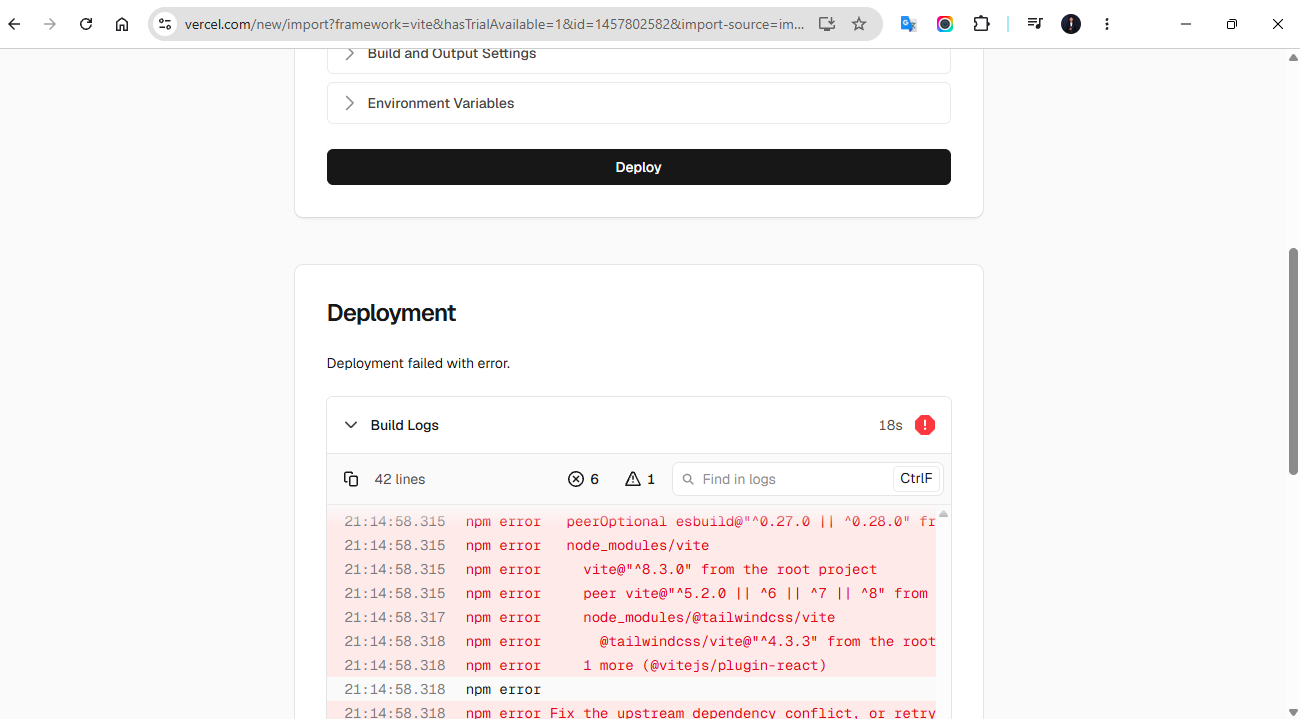 vercel.com/new/import?framework=vite&hasTrialAvailable=1&id=1457802582&import-source=im...
Build and Output Settings
Environment Variables
Deploy
Deployment
Deployment failed with error.
Build Logs
18s
42 lines
6
1
Find in logs
CtrlF
21:14:58.315 npm error peerOptional esbuild@"^0.27.0 || ^0.28.0" fr
21:14:58.315 npm error node_modules/vite
21:14:58.315 npm error vite@"^8.3.0" from the root project
21:14:58.315 npm error peer vite@"^5.2.0 || ^6 || ^7 || ^8" from
21:14:58.317 npm error node_modules/@tailwindcss/vite
21:14:58.318 npm error @tailwindcss/vite@"^4.3.3" from the root
21:14:58.318 npm error 1 more (@vitejs/plugin-react)
21:14:58.318 npm error
21:14:58.318 npm error Fix the upstream dependency conflict, or retry